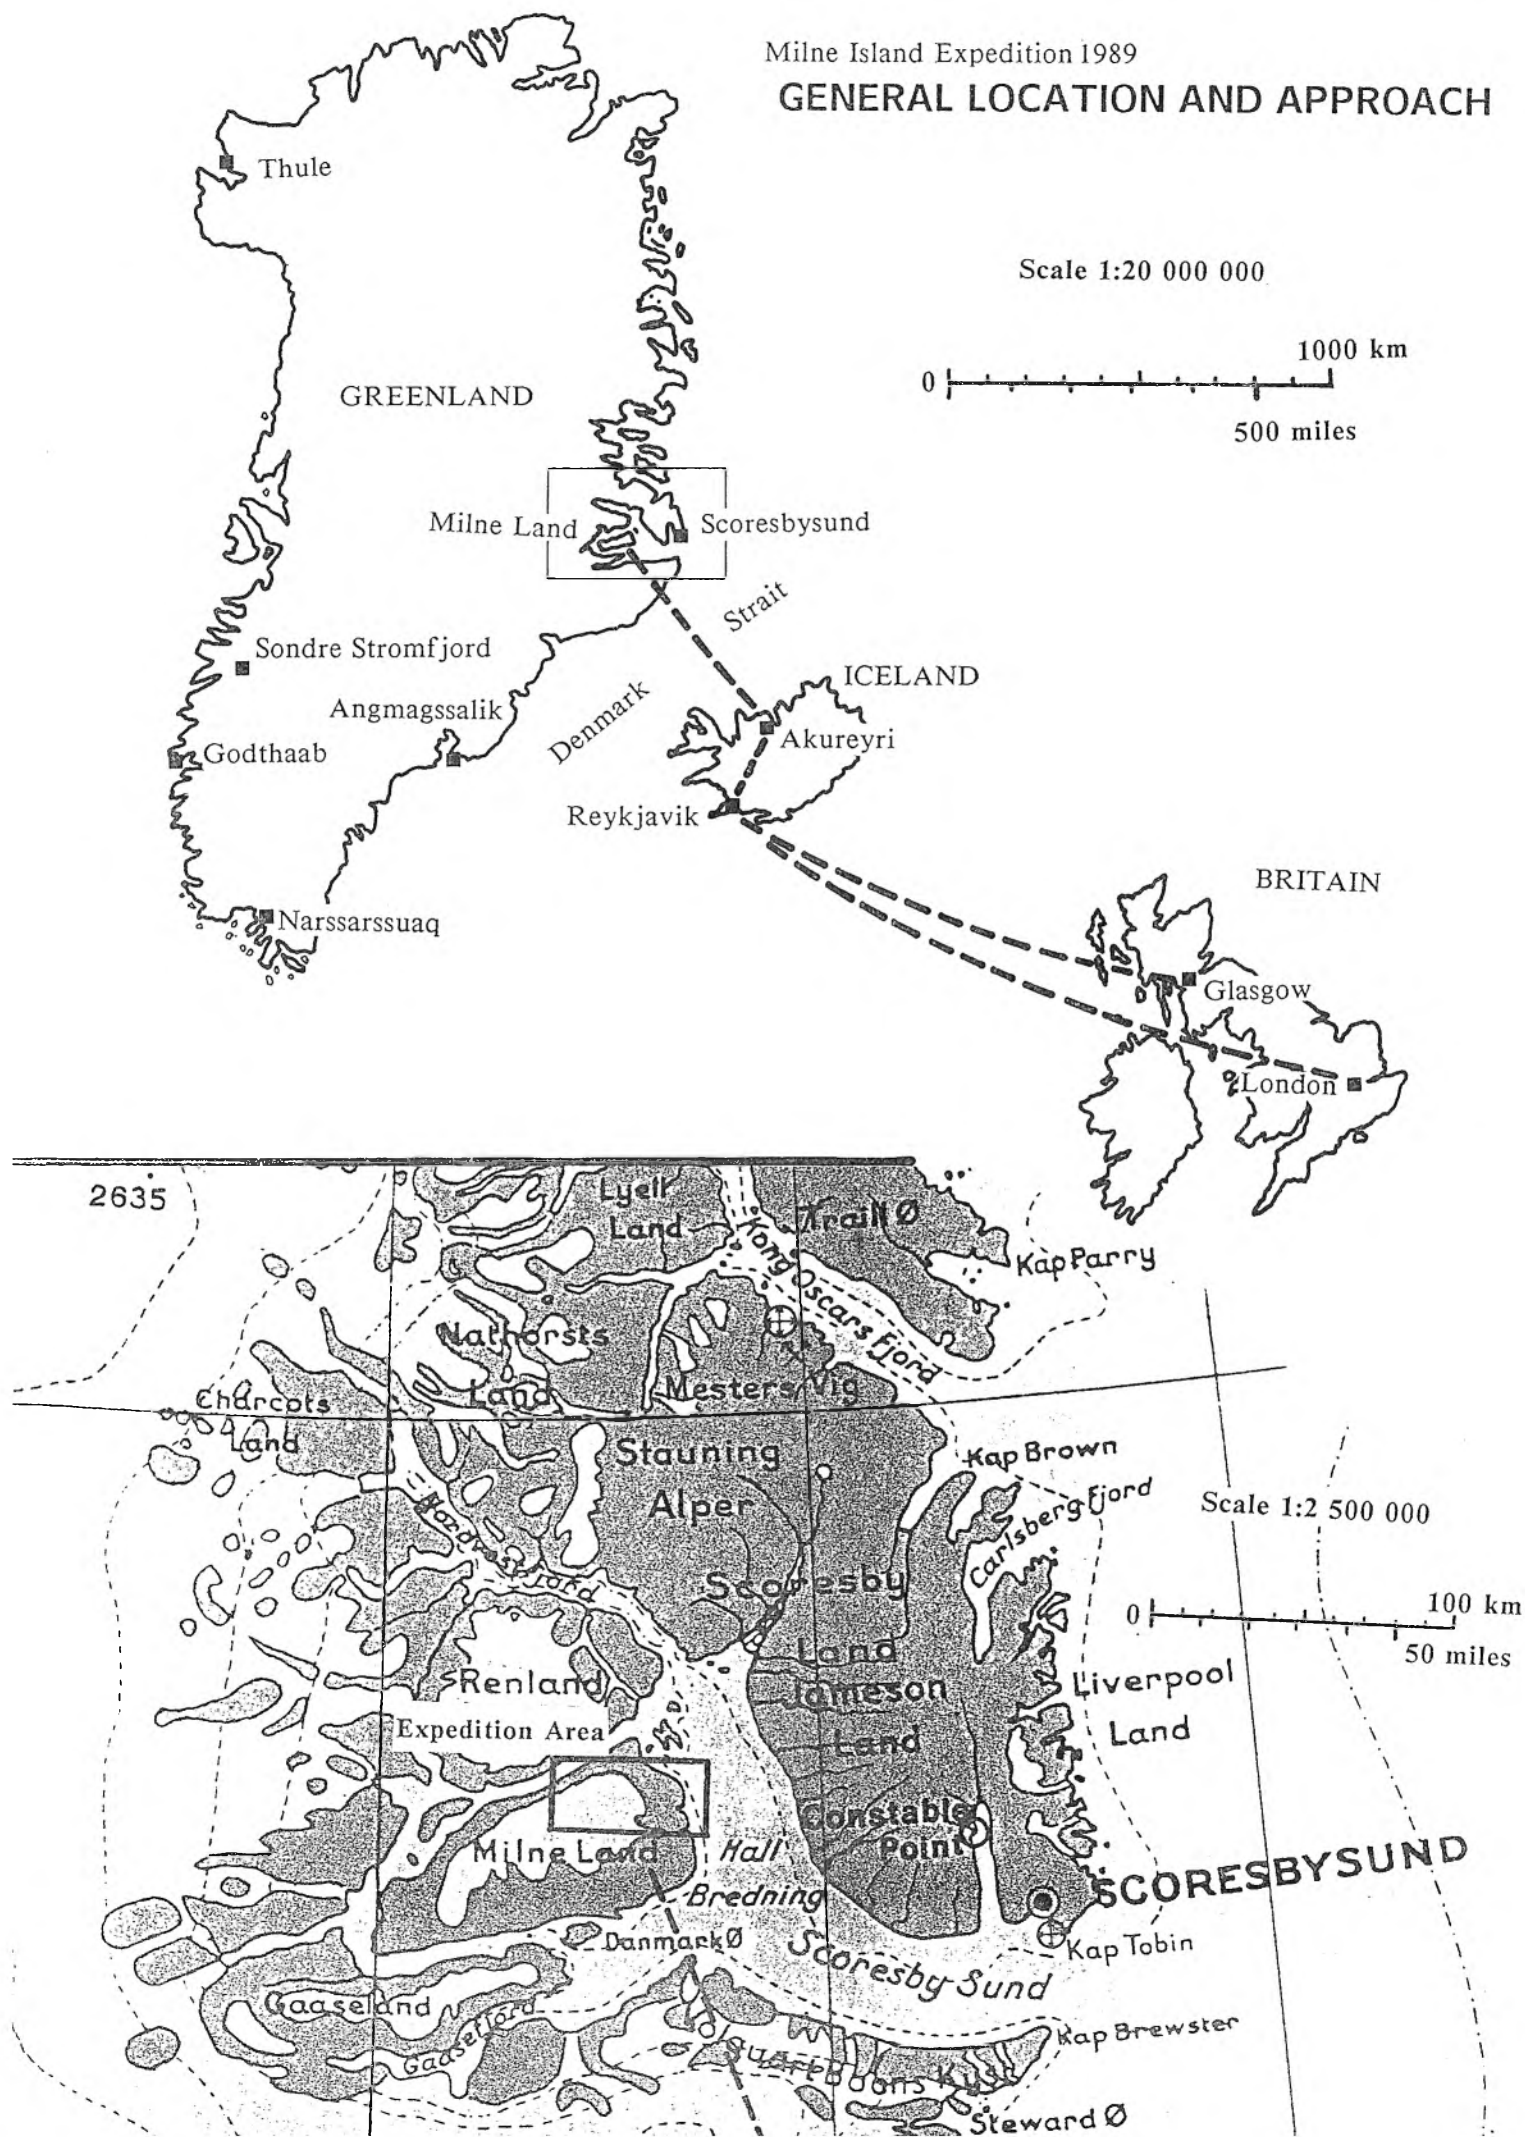 Milne Island Expedition 1989
GENERAL LOCATION AND APPROACH
Thule
Scale 1:20 000 000
1000 km
0
500 miles
GREENLAND
Milne Land
Scoresbysund
Strait
Sondre Stromfjord
ICELAND
Angmagssalik
Denmark
Akureyri
Godthaab
Reykjavik
BRITAIN
Narssarssuaq
Glasgow
London
2635
Lyell
Land
Traill Ø
Kap Parry
Kong Oscars Fjord
Nathorsts
Land
Mesters Vig
Charcots
Land
Stauning
Alper
Kap Brown
Carlsberg Fjord
Scale 1:2 500 000
Nordvestfjord
Scoresby
Land
0
100 km
50 miles
Renland
Jameson
Land
Liverpool
Land
Expedition Area
Constable
Point
Milne Land
Hall
Bredning
SCORESBYSUND
Danmark Ø
Kap Tobin
Scoresby Sund
Gaaseland
Gaasefjord
Kap Brewster
Steward Ø